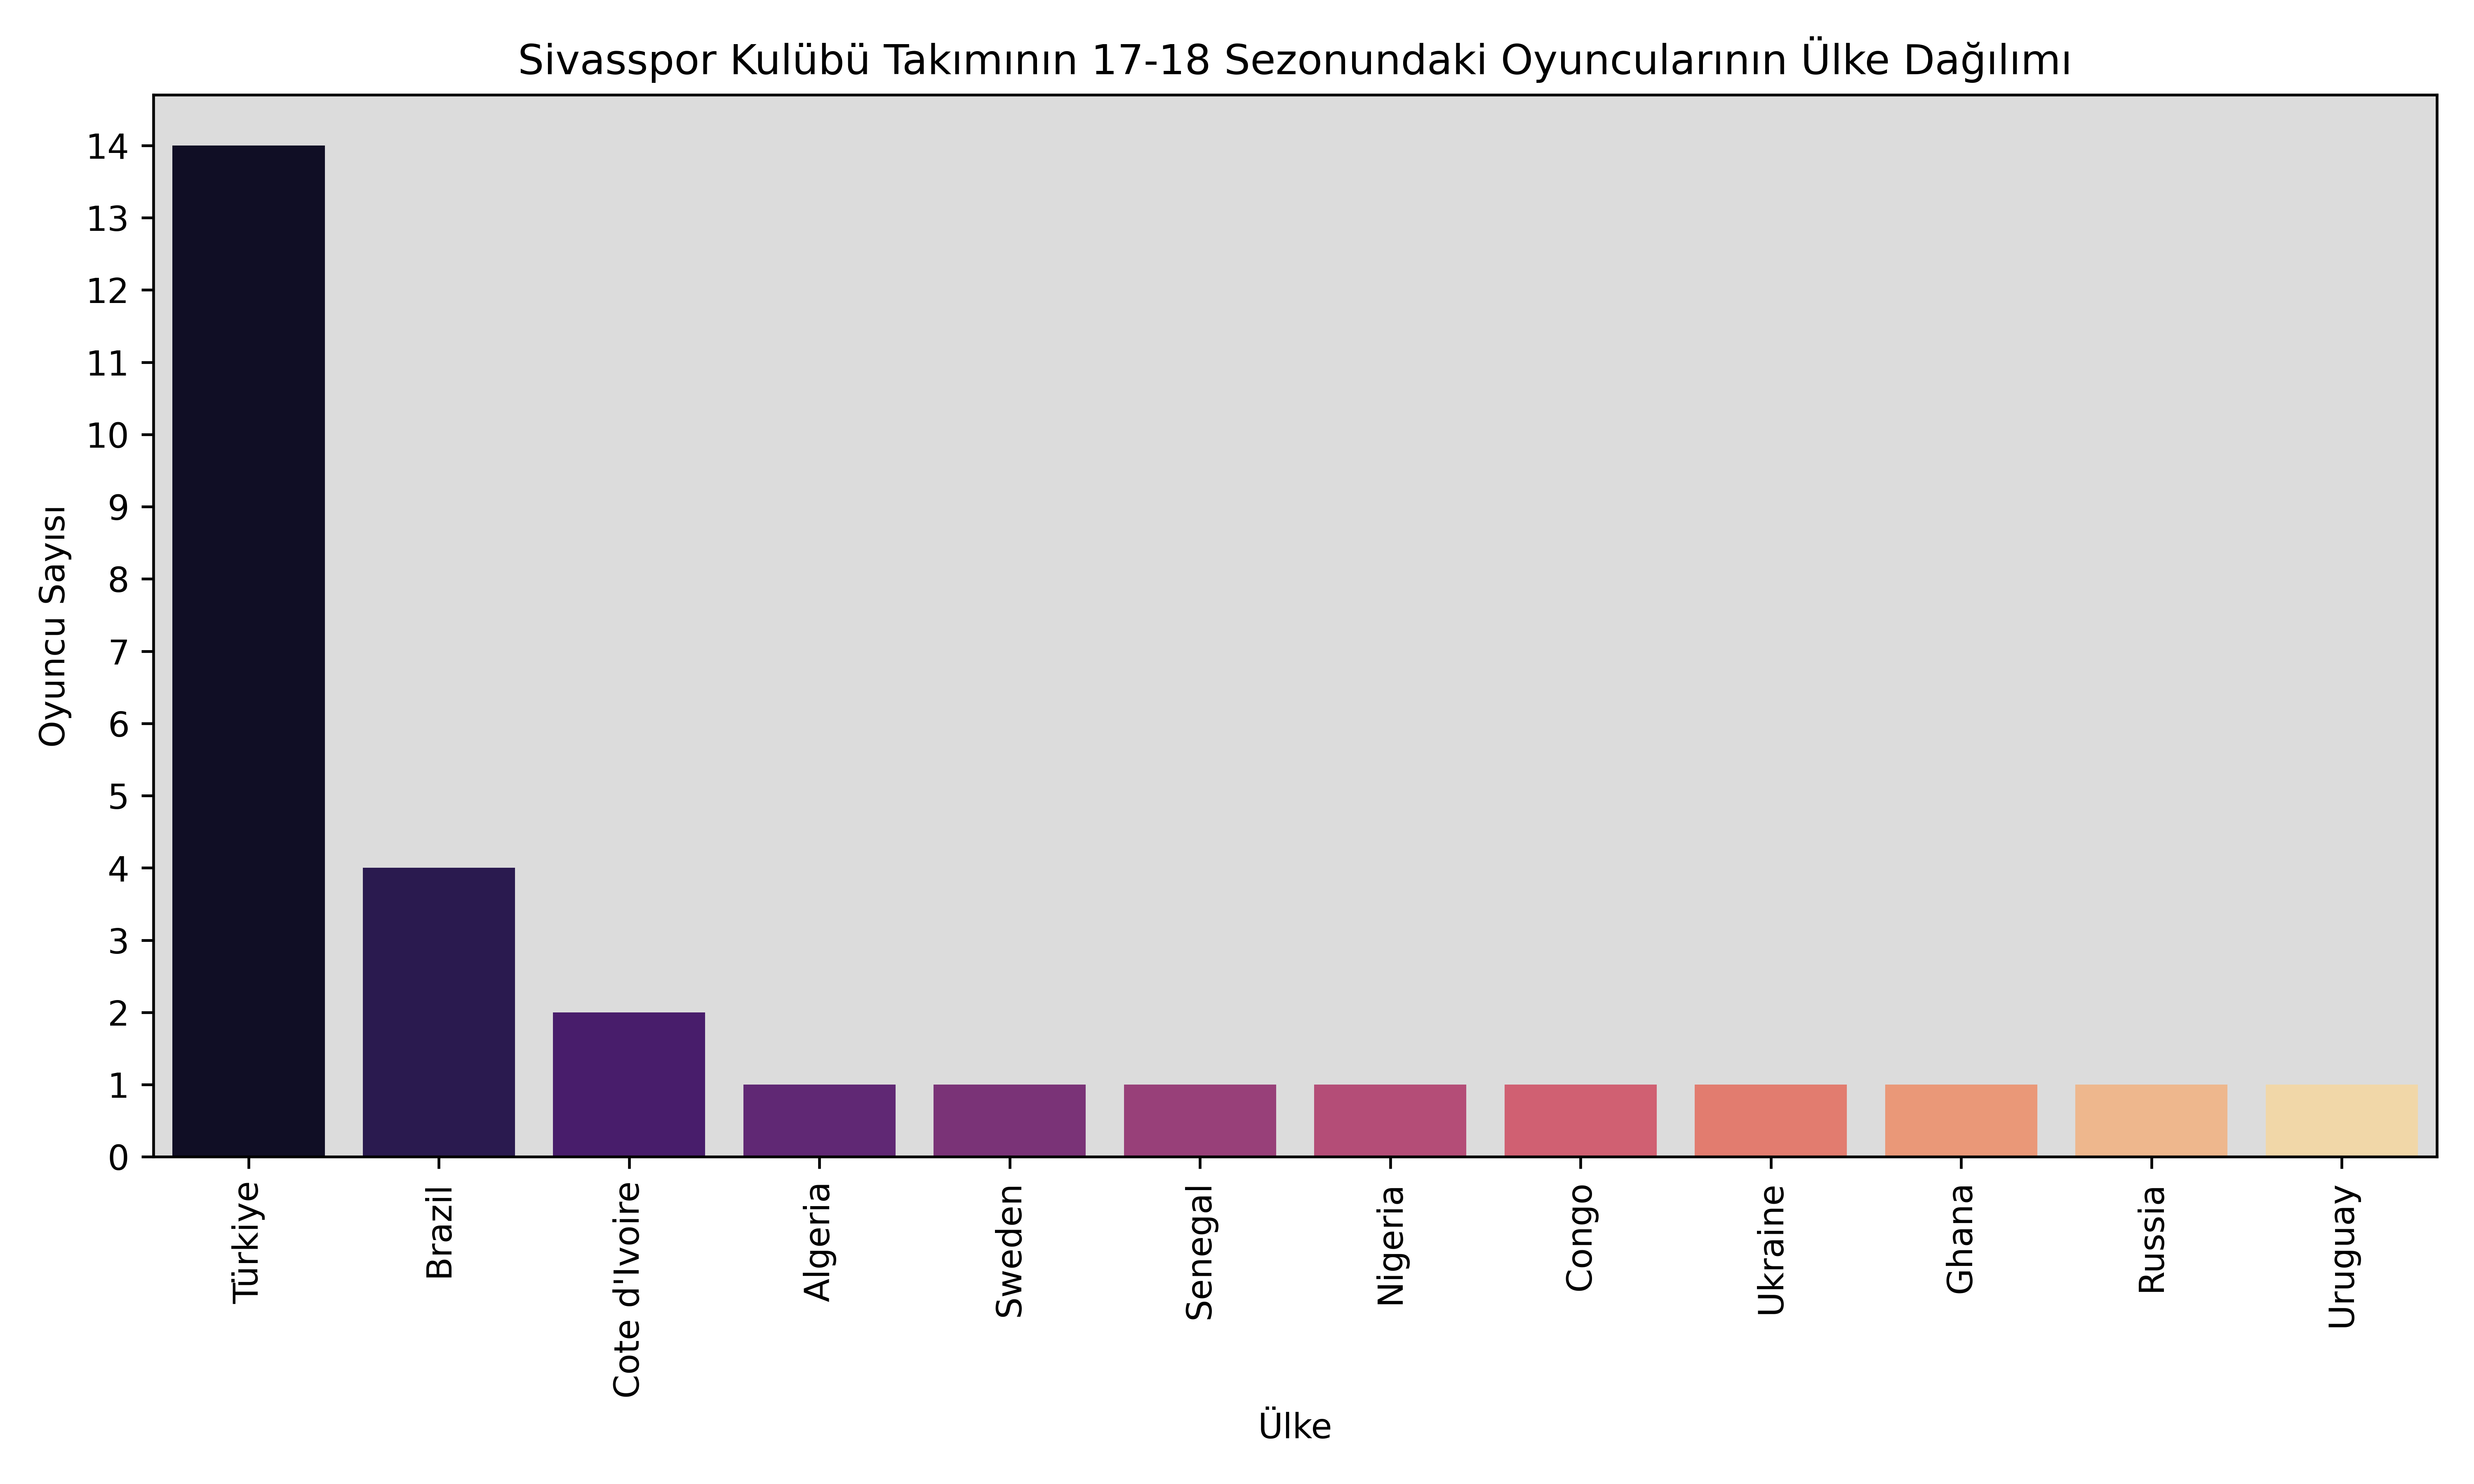 Sivasspor Kulübü Takımının 17-18 Sezonundaki Oyuncularının Ülke Dağılımı
Oyuncu Sayısı
14
13
12
11
10
9
8
7
6
5
4
3
2
1
0
Türkiye
Brazil
Cote d'Ivoire
Algeria
Sweden
Senegal
Nigeria
Congo
Ukraine
Ghana
Russia
Uruguay
Ülke